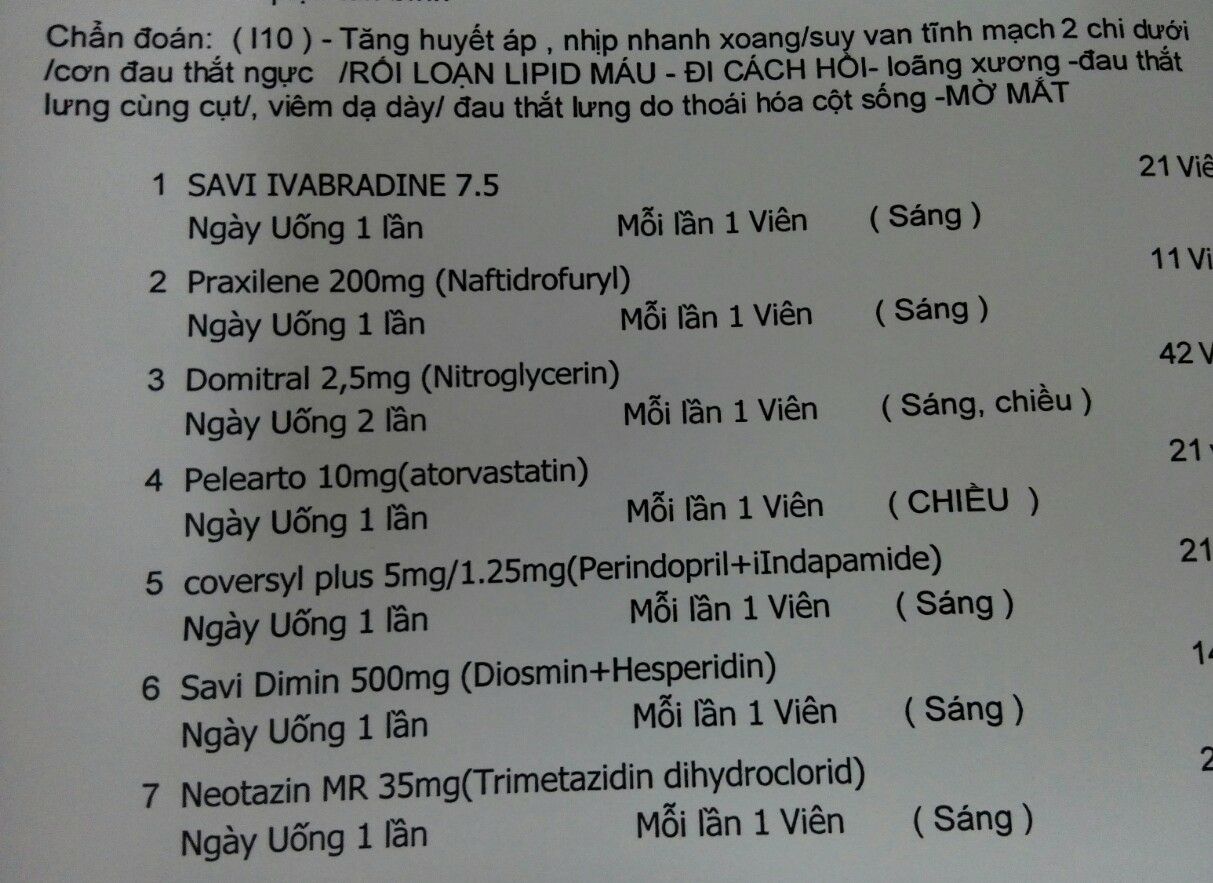 Chẩn đoán: ( I10 ) - Tăng huyết áp , nhịp nhanh xoang/suy van tĩnh mạch 2 chi dưới
/cơn đau thắt ngực /RỐI LOẠN LIPID MÁU - ĐI CÁCH HỒI- loãng xương -đau thắt
lưng cùng cụt/, viêm dạ dày/ đau thắt lưng do thoái hóa cột sống -MỜ MẮT
1 SAVI IVABRADINE 7.5 21 Viê
Ngày Uống 1 lần Mỗi lần 1 Viên ( Sáng )
2 Praxilene 200mg (Naftidrofuryl) 11 Vi
Ngày Uống 1 lần Mỗi lần 1 Viên ( Sáng )
3 Domitral 2,5mg (Nitroglycerin) 42 V
Ngày Uống 2 lần Mỗi lần 1 Viên ( Sáng, chiều )
4 Pelearto 10mg(atorvastatin) 21
Ngày Uống 1 lần Mỗi lần 1 Viên ( CHIỀU )
5 coversyl plus 5mg/1.25mg(Perindopril+iIndapamide) 21
Ngày Uống 1 lần Mỗi lần 1 Viên ( Sáng )
6 Savi Dimin 500mg (Diosmin+Hesperidin) 14
Ngày Uống 1 lần Mỗi lần 1 Viên ( Sáng )
7 Neotazin MR 35mg(Trimetazidin dihydroclorid) 2
Ngày Uống 1 lần Mỗi lần 1 Viên ( Sáng )